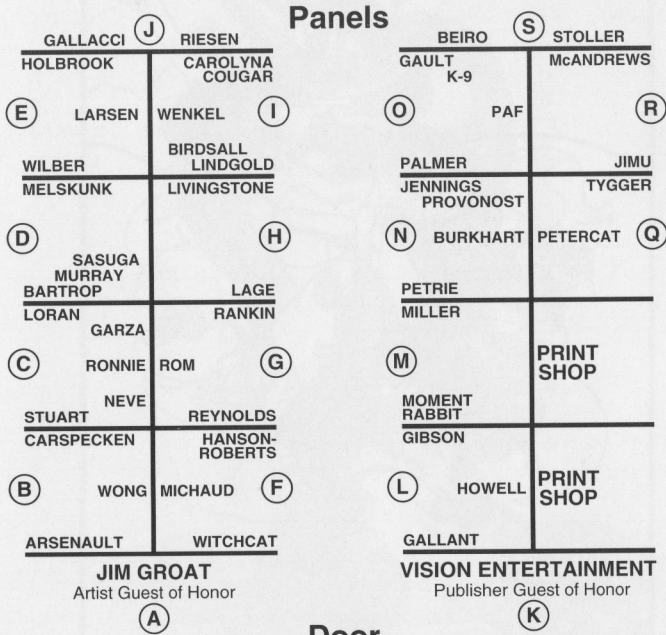 Panels
J
GALLACCI RIESEN
HOLBROOK CAROLYNA
COUGAR
E LARSEN WENKEL I
BIRDSALL
WILBER LINDGOLD
MELSKUNK LIVINGSTONE
D H
SASUGA
MURRAY
BARTROP LAGE
LORAN RANKIN
GARZA
C RONNIE ROM G
NEVE
STUART REYNOLDS
CARSPECKEN HANSON-
ROBERTS
B WONG MICHAUD F
ARSENAULT WITCHCAT
JIM GROAT
Artist Guest of Honor
A
S
BEIRO STOLLER
GAULT McANDREWS
K-9
O PAF R
PALMER JIMU
JENNINGS TYGGER
PROVONOST
N BURKHART PETERCAT Q
PETRIE
MILLER
M PRINT
SHOP
MOMENT
RABBIT
GIBSON
L HOWELL PRINT
SHOP
GALLANT
VISION ENTERTAINMENT
Publisher Guest of Honor
K
Door